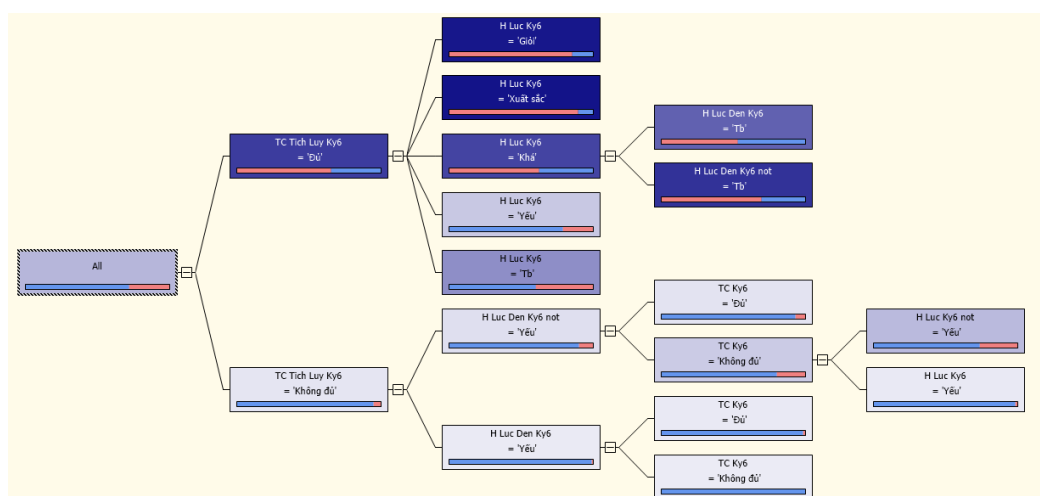 H Luc Ky6
= 'Giỏi'
H Luc Ky6
= 'Xuất sắc'
TC Tich Luy Ky6
= 'Đủ'
H Luc Ky6
= 'Khá'
H Luc Den Ky6
= 'Tb'
H Luc Den Ky6 not
= 'Tb'
H Luc Ky6
= 'Yếu'
H Luc Ky6
= 'Tb'
All
TC Tich Luy Ky6
= 'Không đủ'
H Luc Den Ky6 not
= 'Yếu'
TC Ky6
= 'Đủ'
TC Ky6
= 'Không đủ'
H Luc Ky6 not
= 'Yếu'
H Luc Ky6
= 'Yếu'
H Luc Den Ky6
= 'Yếu'
TC Ky6
= 'Đủ'
TC Ky6
= 'Không đủ'